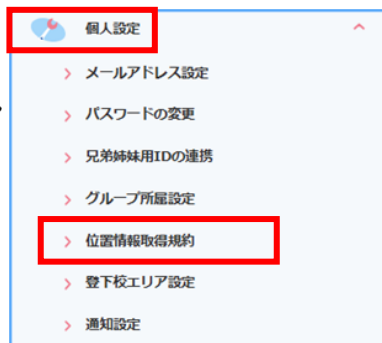 個人設定
メールアドレス設定
パスワードの変更
兄弟姉妹用IDの連携
グループ所属設定
位置情報取得規約
登下校エリア設定
通知設定